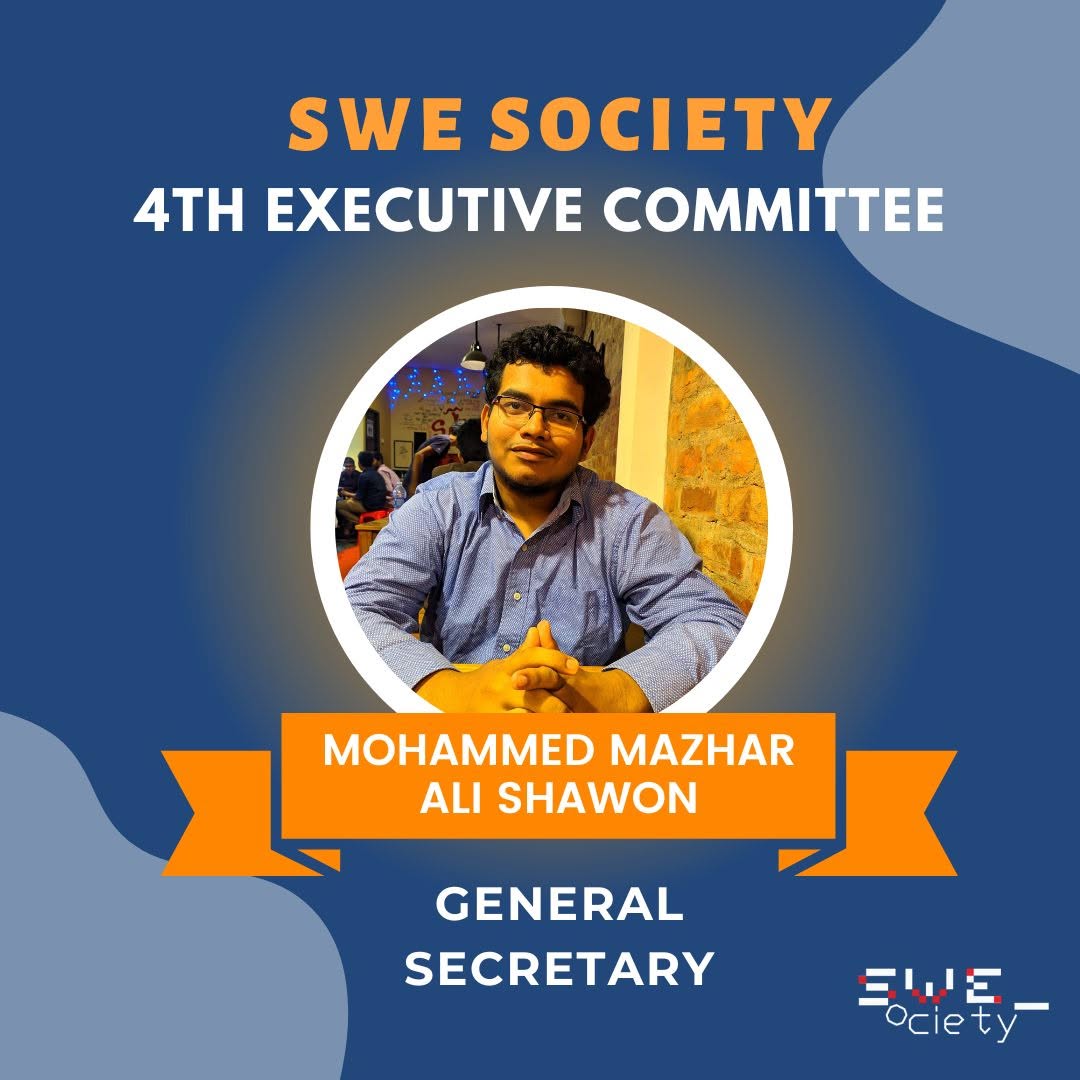 SWE SOCIETY
4TH EXECUTIVE COMMITTEE
MOHAMMED MAZHAR
ALI SHAWON
GENERAL
SECRETARY
SWE_
ociety